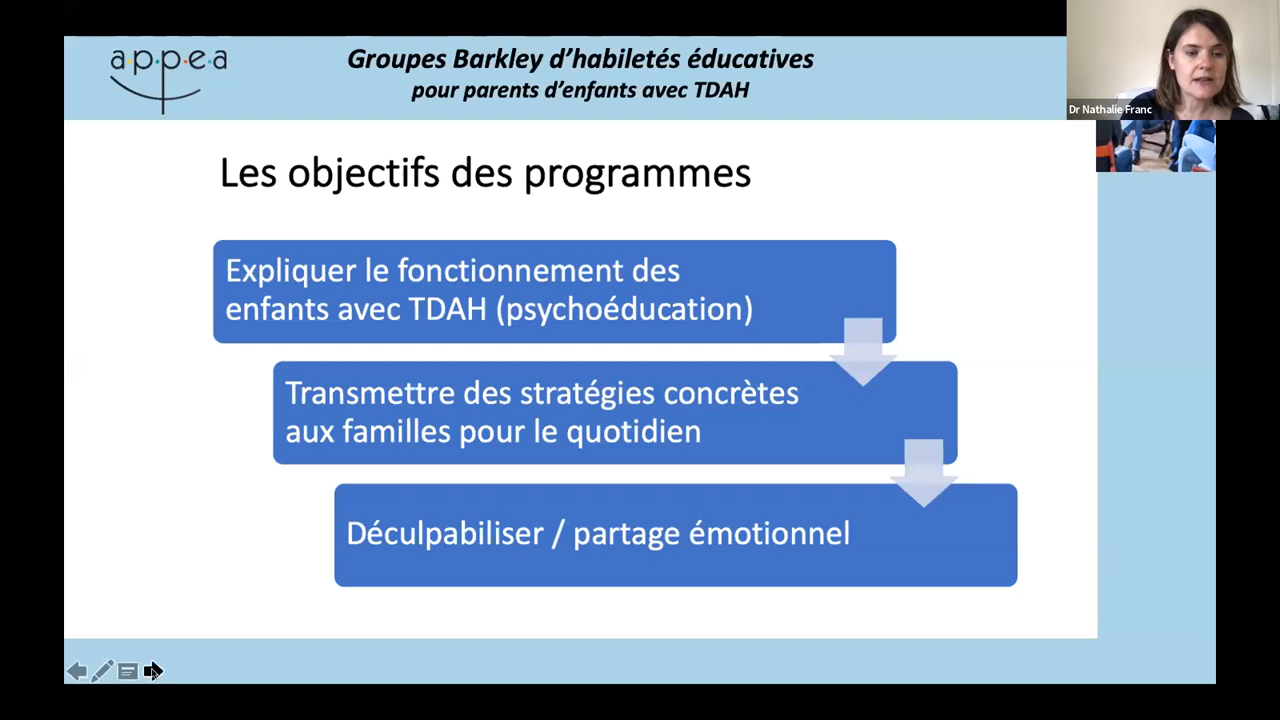 a·p·p·e·a
Groupes Barkley d’habiletés éducatives
pour parents d’enfants avec TDAH
Dr Nathalie Franc
Les objectifs des programmes
Expliquer le fonctionnement des
enfants avec TDAH (psychoéducation)
Transmettre des stratégies concrètes
aux familles pour le quotidien
Déculpabiliser / partage émotionnel